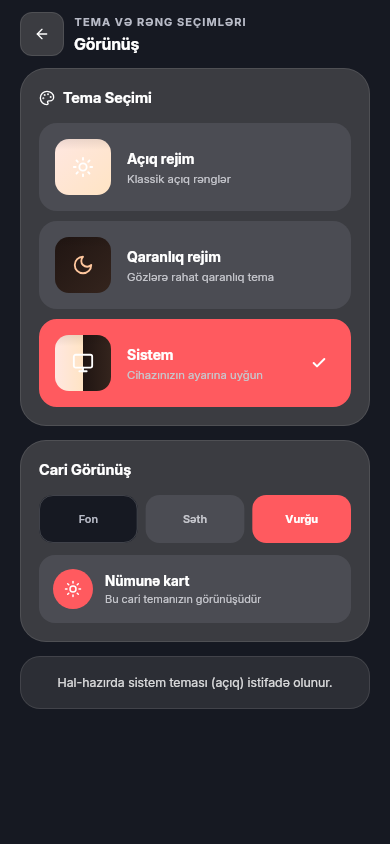 TEMA VƏ RƏNG SEÇİMLƏRİ
Görünüş
Tema Seçimi
Açıq rejim
Klassik açıq rənglər
Qaranlıq rejim
Gözlərə rahat qaranlıq tema
Sistem
Cihazınızın ayarına uyğun
Cari Görünüş
Fon
Səth
Vurğu
Nümunə kart
Bu cari temanızın görünüşüdür
Hal-hazırda sistem teması (açıq) istifadə olunur.